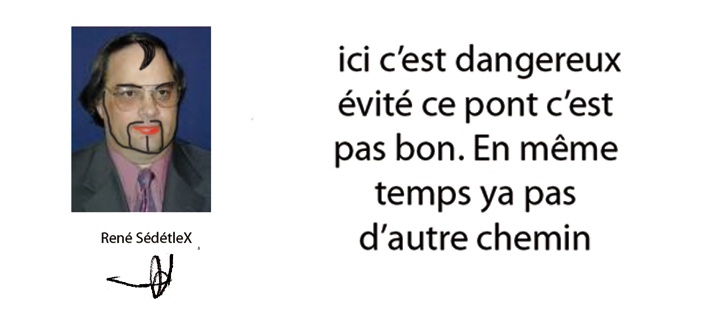 ici c’est dangereux
évité ce pont c’est
pas bon. En même
temps ya pas
d’autre chemin
René SédétleX